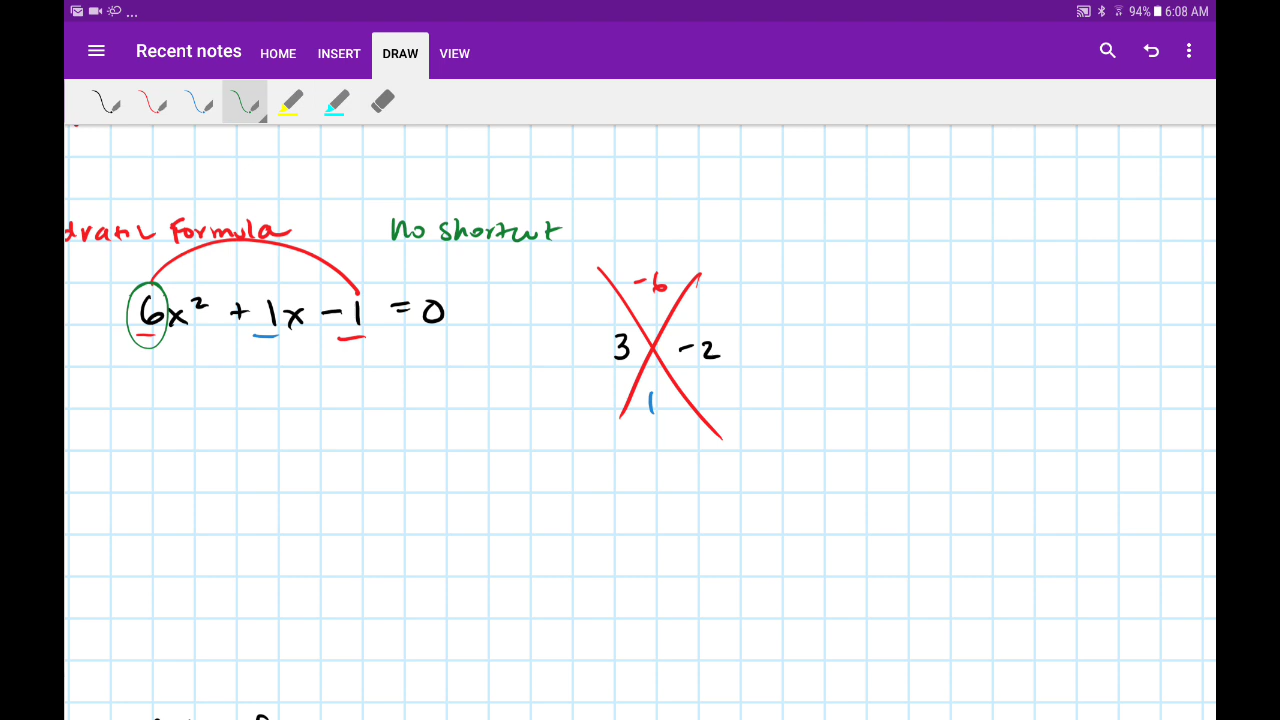 ... 94% 6:08 AM
Recent notes HOME INSERT DRAW VIEW
Formula No shortcut
6x² + 1x - 1 = 0
-6
3 -2
1